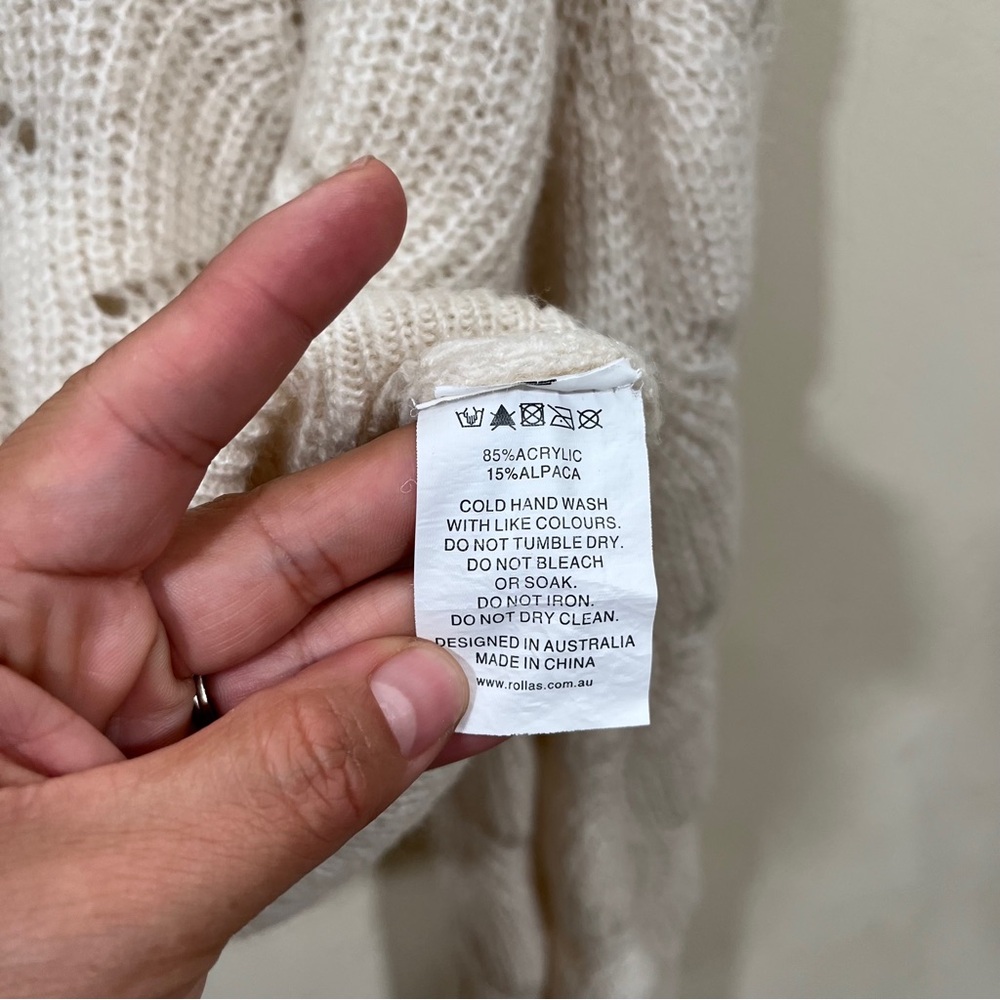 85%ACRYLIC
15%ALPACA
COLD HAND WASH
WITH LIKE COLOURS.
DO NOT TUMBLE DRY.
DO NOT BLEACH
OR SOAK.
DO NOT IRON.
DO NOT DRY CLEAN.
DESIGNED IN AUSTRALIA
MADE IN CHINA
www.rollas.com.au